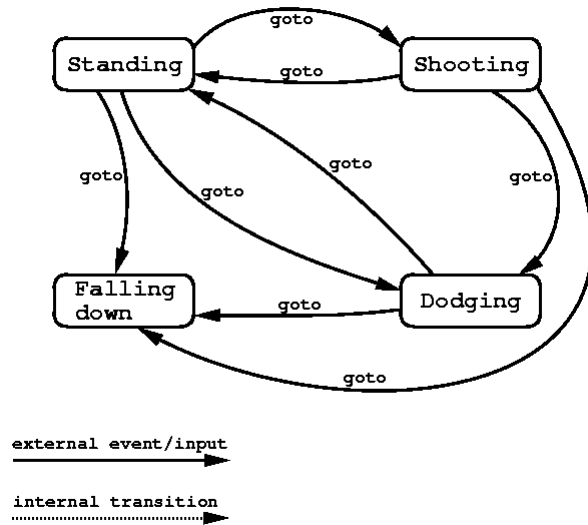 goto
Standing
goto
Shooting
goto
goto
goto
goto
Falling
down
goto
Dodging
goto
external event/input
internal transition